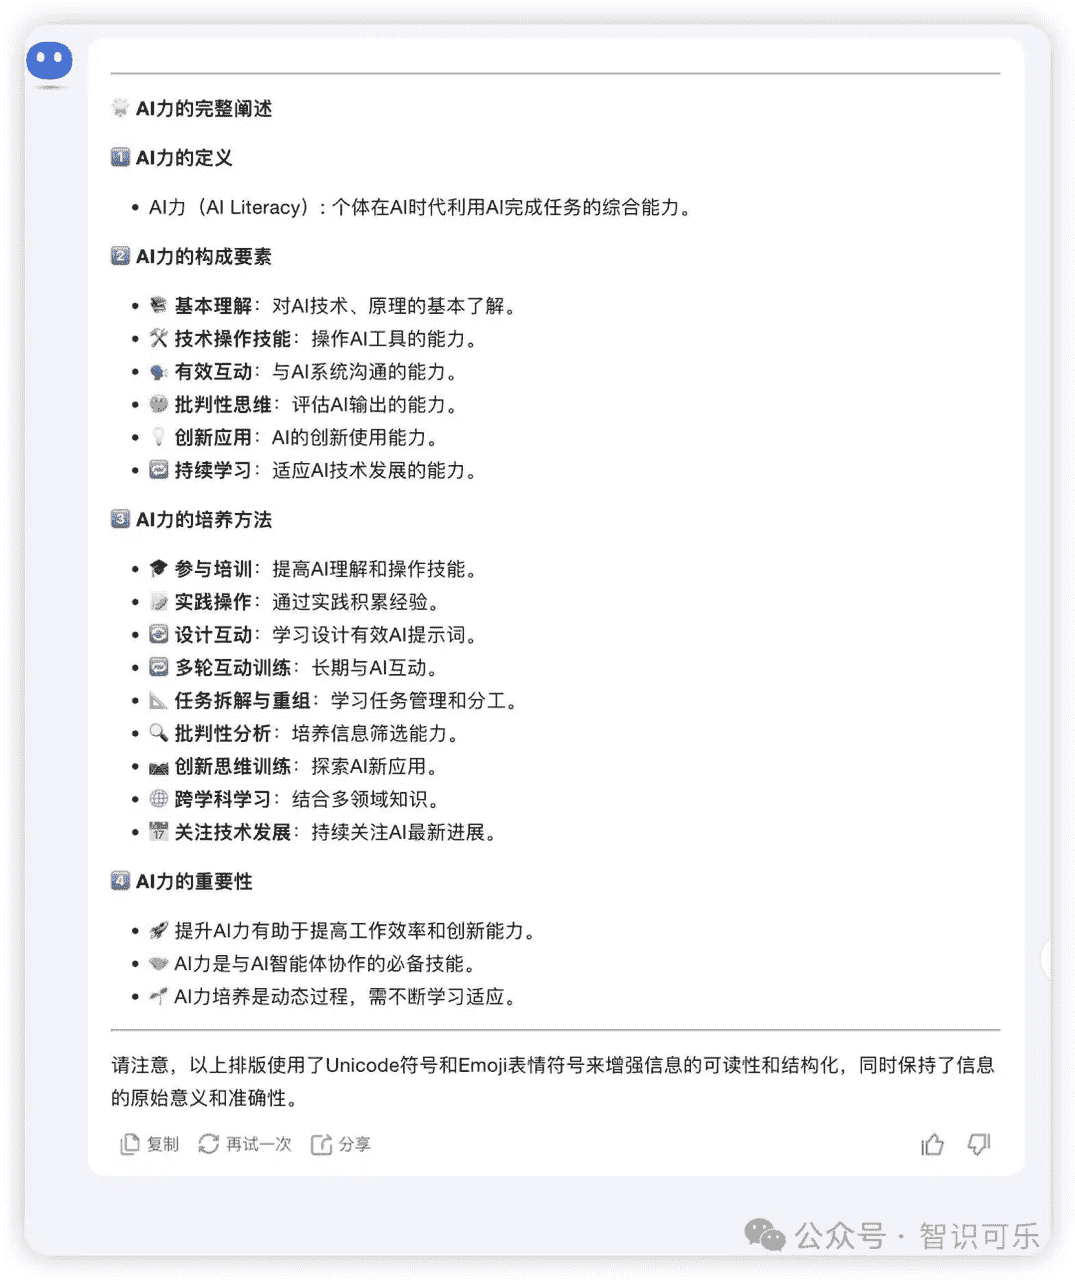 AI力的完整阐述
1 AI力的定义
• AI力（AI Literacy）: 个体在AI时代利用AI完成任务的综合能力。
2 AI力的构成要素
• 基本理解：对AI技术、原理的基本了解。
• 技术操作技能：操作AI工具的能力。
• 有效互动：与AI系统沟通的能力。
• 批判性思维：评估AI输出的能力。
• 创新应用：AI的创新使用能力。
• 持续学习：适应AI技术发展的能力。
3 AI力的培养方法
• 参与培训：提高AI理解和操作技能。
• 实践操作：通过实践积累经验。
• 设计互动：学习设计有效AI提示词。
• 多轮互动训练：长期与AI互动。
• 任务拆解与重组：学习任务管理和分工。
• 批判性分析：培养信息筛选能力。
• 创新思维训练：探索AI新应用。
• 跨学科学习：结合多领域知识。
• 17 关注技术发展：持续关注AI最新进展。
4 AI力的重要性
• 提升AI力有助于提高工作效率和创新能力。
• AI力是与AI智能体协作的必备技能。
• AI力培养是动态过程，需不断学习适应。
请注意，以上排版使用了Unicode符号和Emoji表情符号来增强信息的可读性和结构化，同时保持了信息
的原始意义和准确性。
复制 再试一次 分享
公众号 · 智识可乐